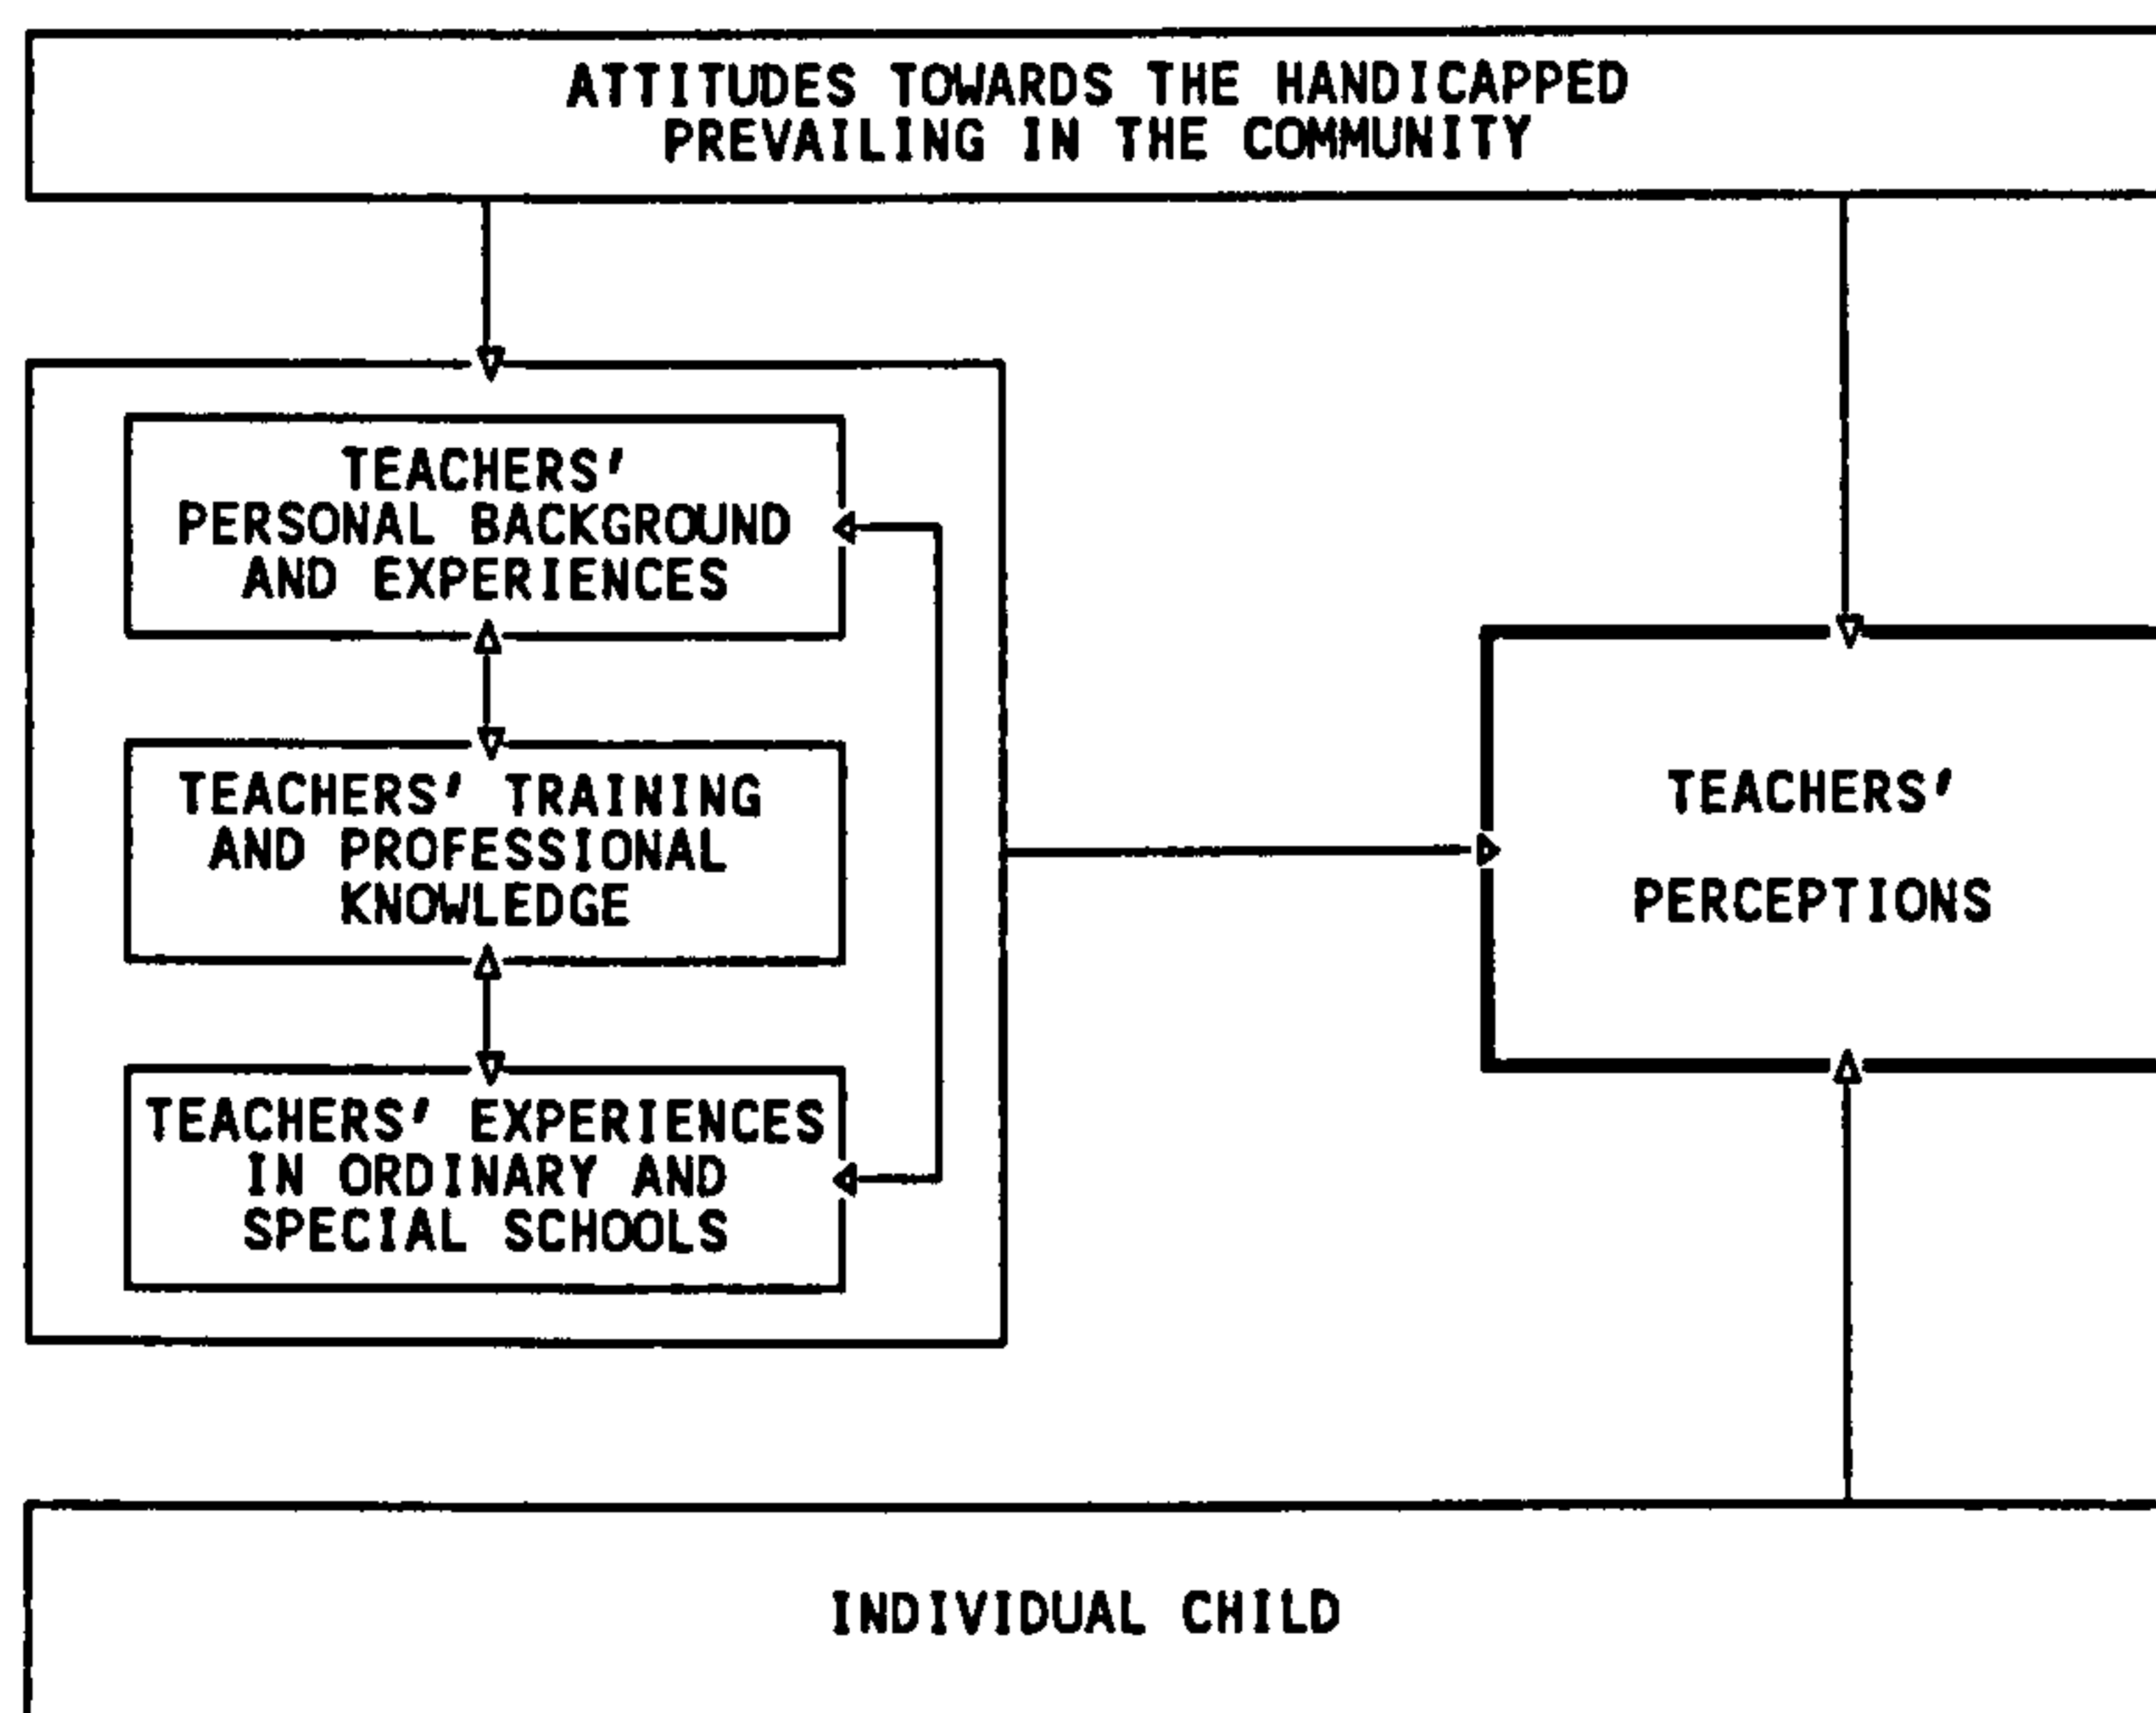 ATTITUDES TOWARDS THE HANDICAPPED
PREVAILING IN THE COMMUNITY
TEACHERS'
PERSONAL BACKGROUND
AND EXPERIENCES
TEACHERS' TRAINING
AND PROFESSIONAL
KNOWLEDGE
TEACHERS' EXPERIENCES
IN ORDINARY AND
SPECIAL SCHOOLS
TEACHERS'
PERCEPTIONS
INDIVIDUAL CHILD